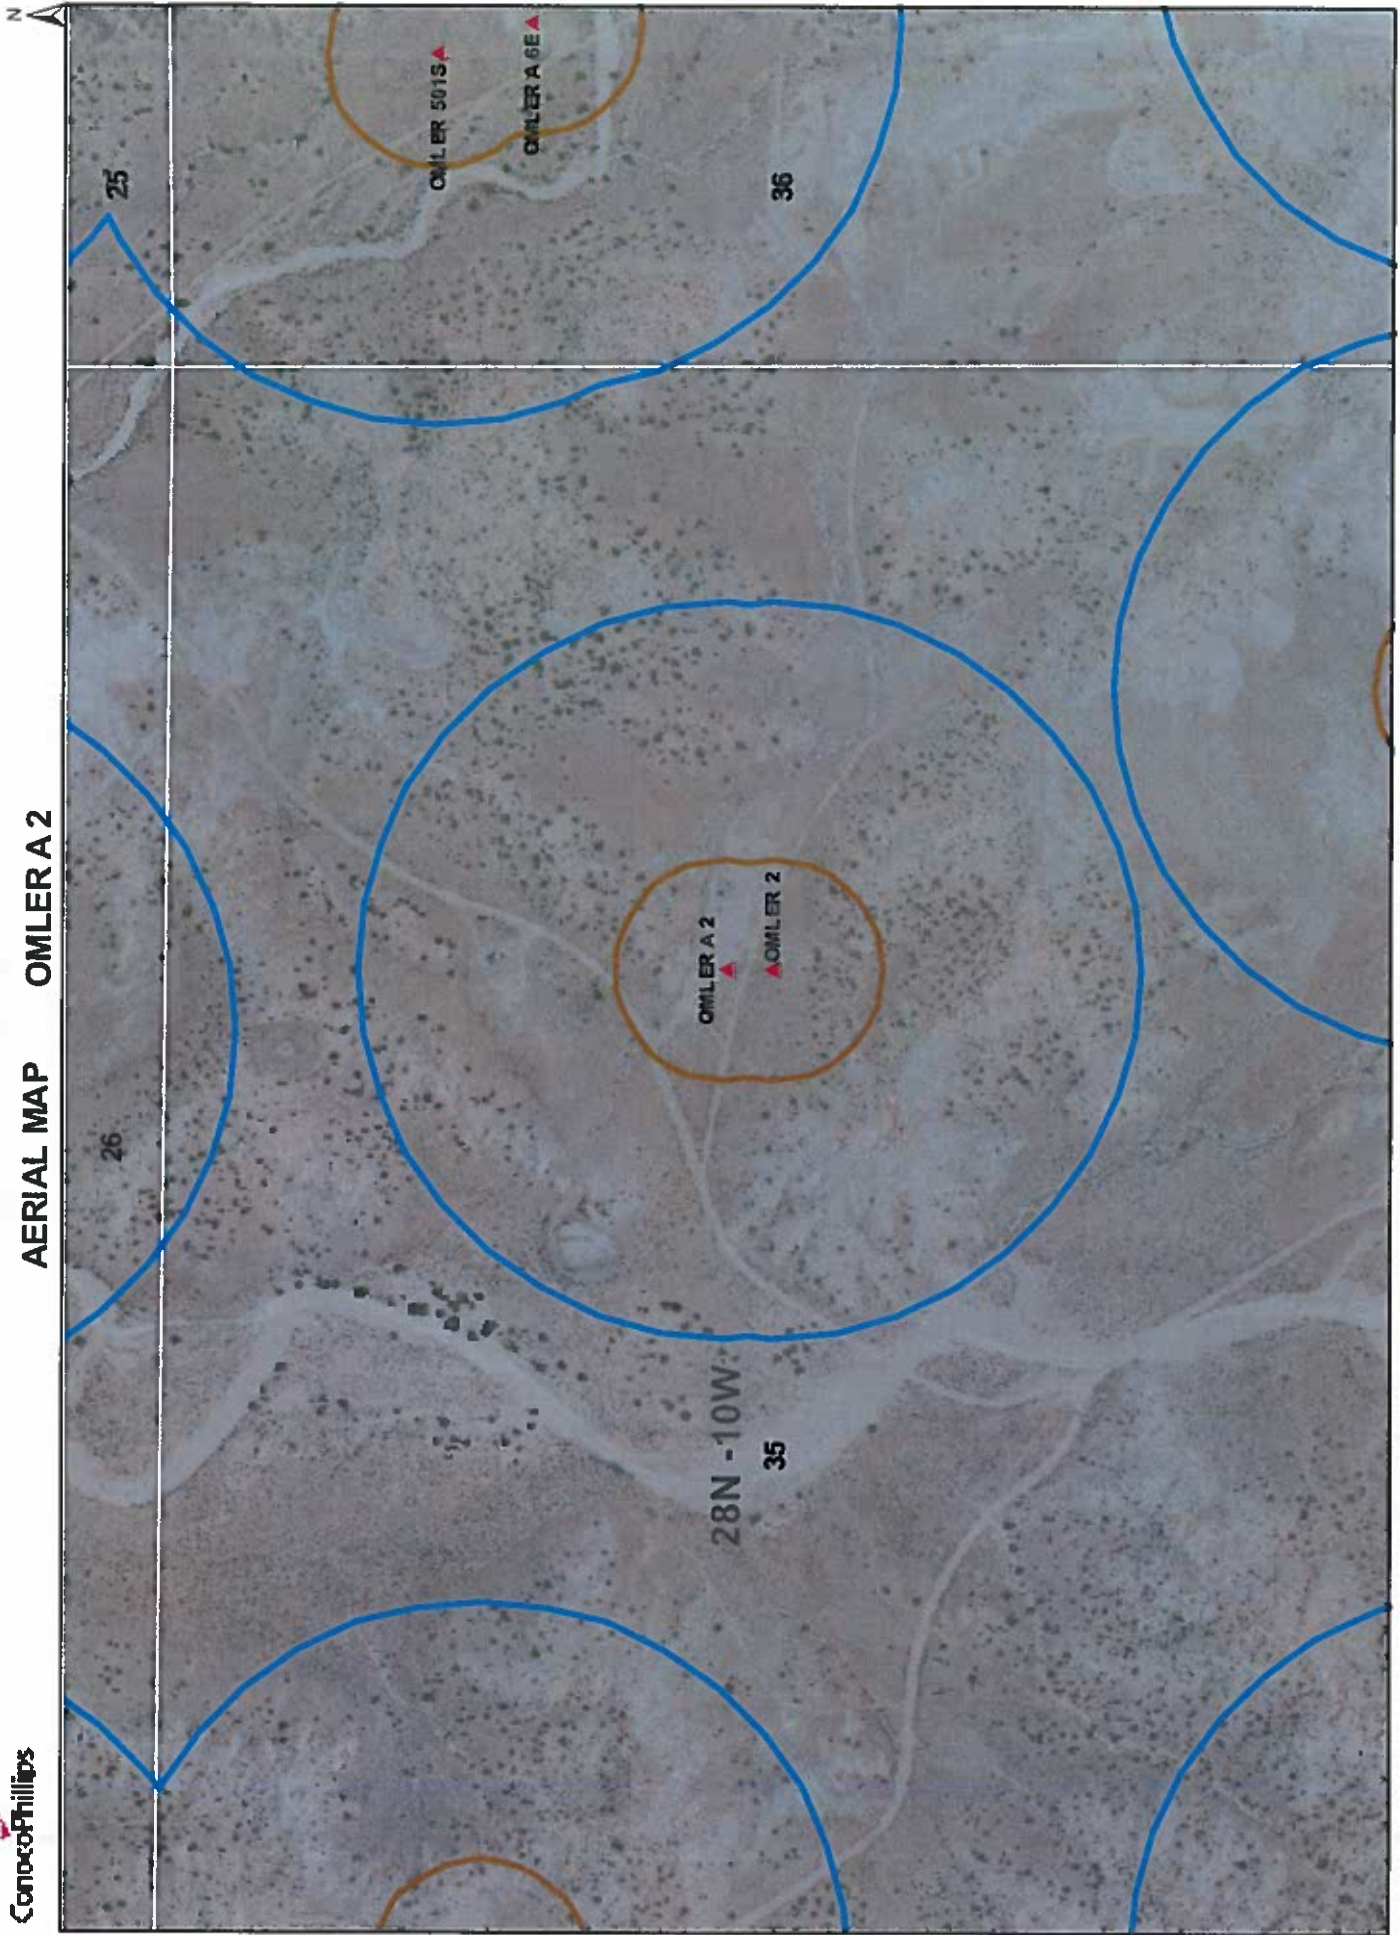 ConocoPhillips
AERIAL MAP OMLER A 2
N
26
25
OMLER 501S
OMLER A 6E
28N - 10W
35
OMLER A 2
OMLER 2
36